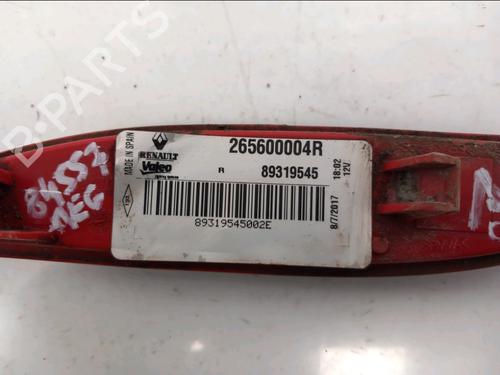 B-PARTS
MADE IN SPAIN
RENAULT
Valeo
265600004R
R
89319545
18:02
12V
8/7/2017
89319545002E